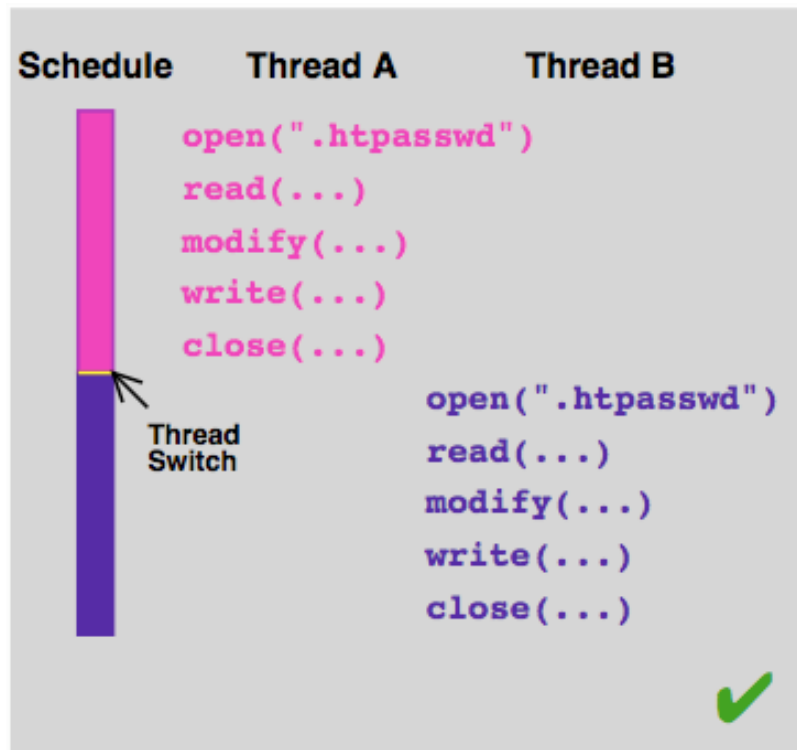 Schedule Thread A Thread B
open(".htpasswd")
read(...)
modify(...)
write(...)
close(...)
Thread
Switch
open(".htpasswd")
read(...)
modify(...)
write(...)
close(...)